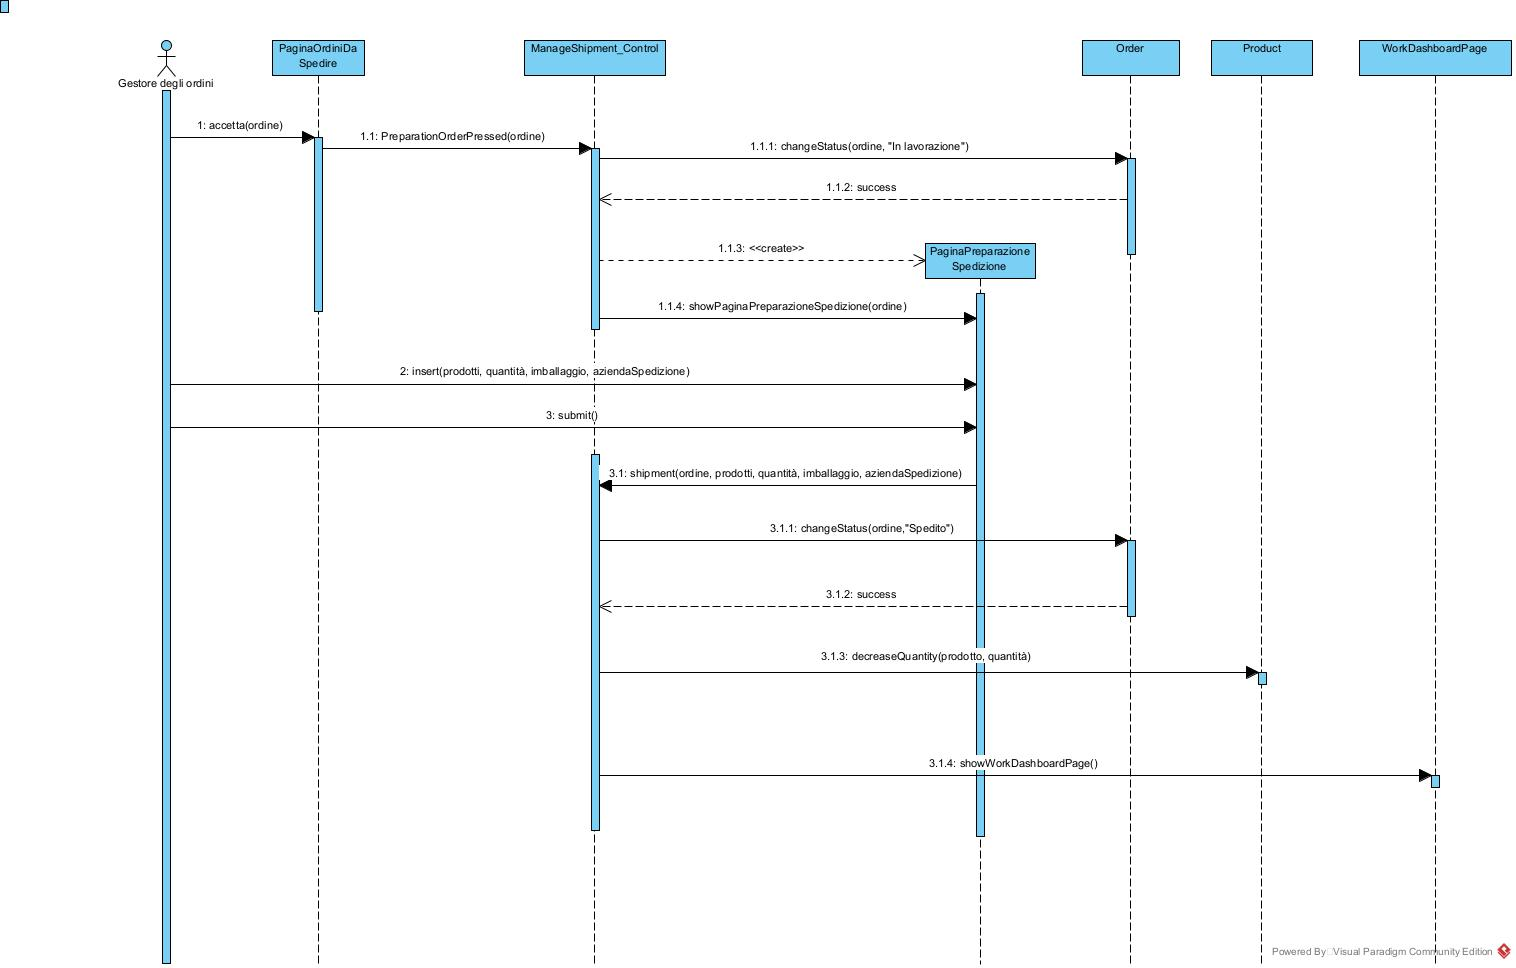 Gestore degli ordini
PaginaOrdiniDa
Spedire
ManageShipment_Control
Order
Product
WorkDashboardPage
1: accetta(ordine)
1.1: PreparationOrderPressed(ordine)
1.1.1: changeStatus(ordine, "In lavorazione")
1.1.2: success
1.1.3: <<create>>
PaginaPreparazione
Spedizione
1.1.4: showPaginaPreparazioneSpedizione(ordine)
2: insert(prodotti, quantità, imballaggio, aziendaSpedizione)
3: submit()
3.1: shipment(ordine, prodotti, quantità, imballaggio, aziendaSpedizione)
3.1.1: changeStatus(ordine,"Spedito")
3.1.2: success
3.1.3: decreaseQuantity(prodotto, quantità)
3.1.4: showWorkDashboardPage()
Powered By Visual Paradigm Community Edition